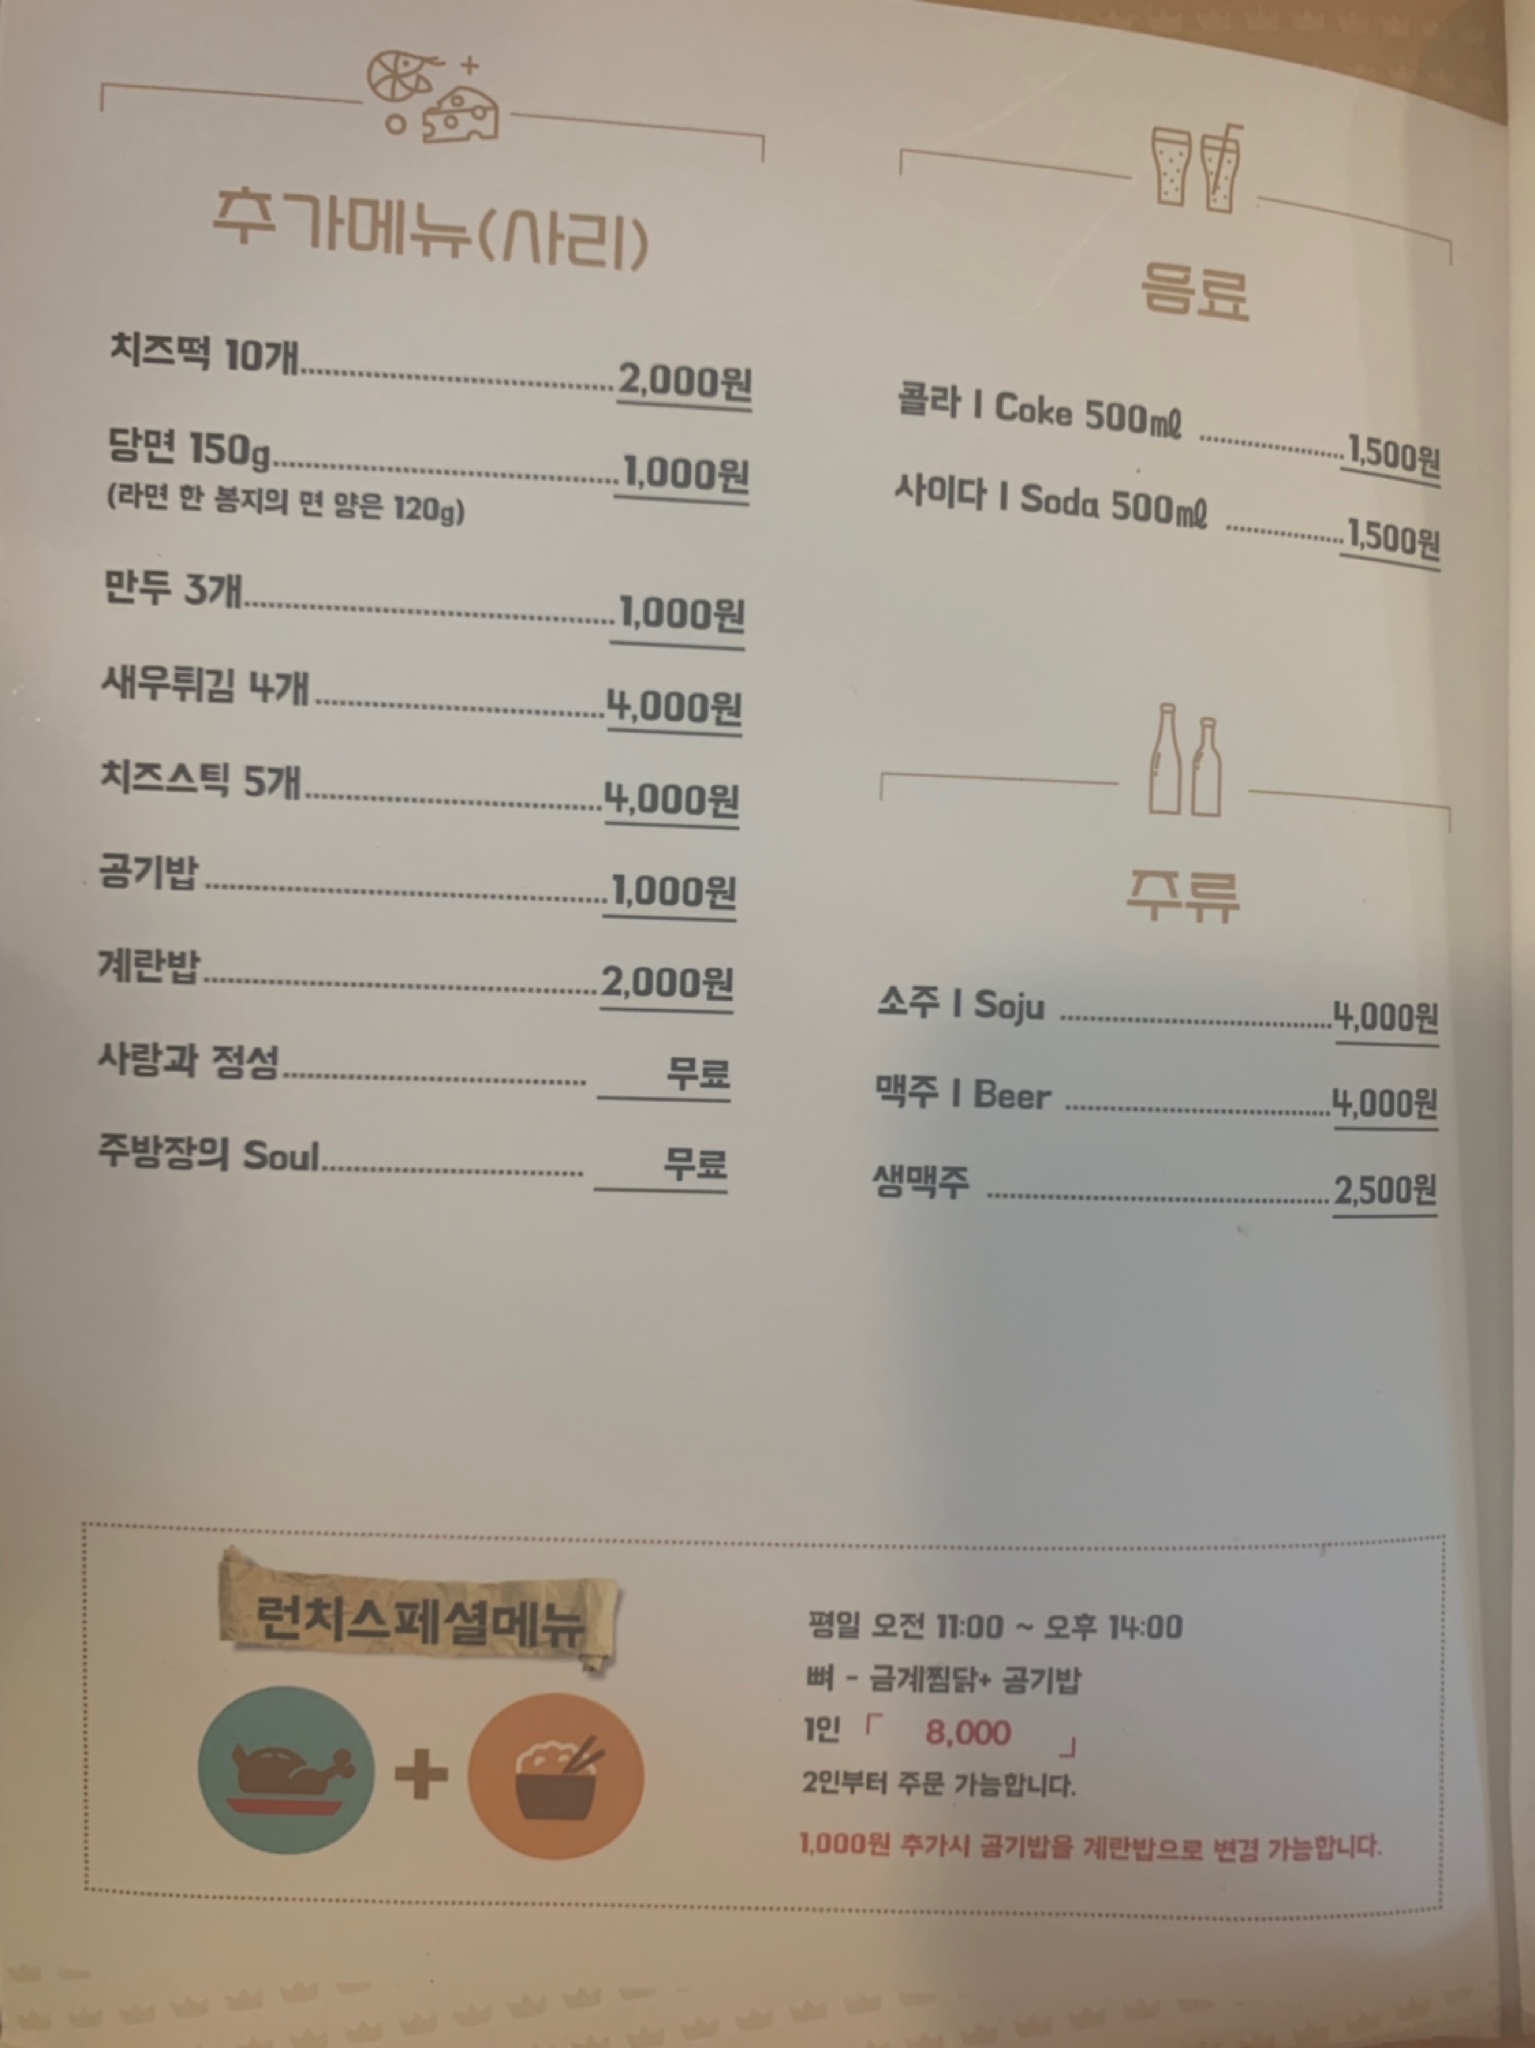 추가메뉴(사리)
치즈떡 10개 2,000원
당면 150g 1,000원
(라면 한 봉지의 면 양은 120g)
만두 3개 1,000원
새우튀김 4개 4,000원
치즈스틱 5개 4,000원
공기밥 1,000원
계란밥 2,000원
사랑과 정성 무료
주방장의 Soul 무료
음료
콜라 I Coke 500㎖ 1,500원
사이다 I Soda 500㎖ 1,500원
주류
소주 I Soju 4,000원
맥주 I Beer 4,000원
생맥주 2,500원
런치스페셜메뉴
평일 오전 11:00 ~ 오후 14:00
뼈 - 금계찜닭+ 공기밥
1인 「 8,000 」
2인부터 주문 가능합니다.
1,000원 추가시 공기밥을 계란밥으로 변경 가능합니다.